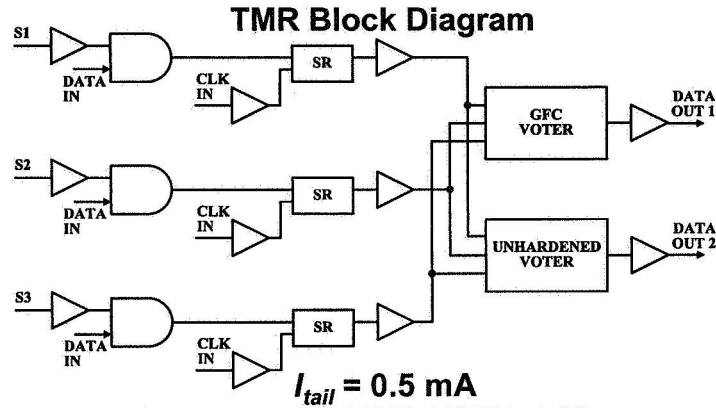 TMR Block Diagram
S1
DATA
IN
CLK
IN
SR
GFC
VOTER
DATA
OUT 1
S2
DATA
IN
CLK
IN
SR
UNHARDENED
VOTER
DATA
OUT 2
S3
DATA
IN
CLK
IN
SR
Itail = 0.5 mA